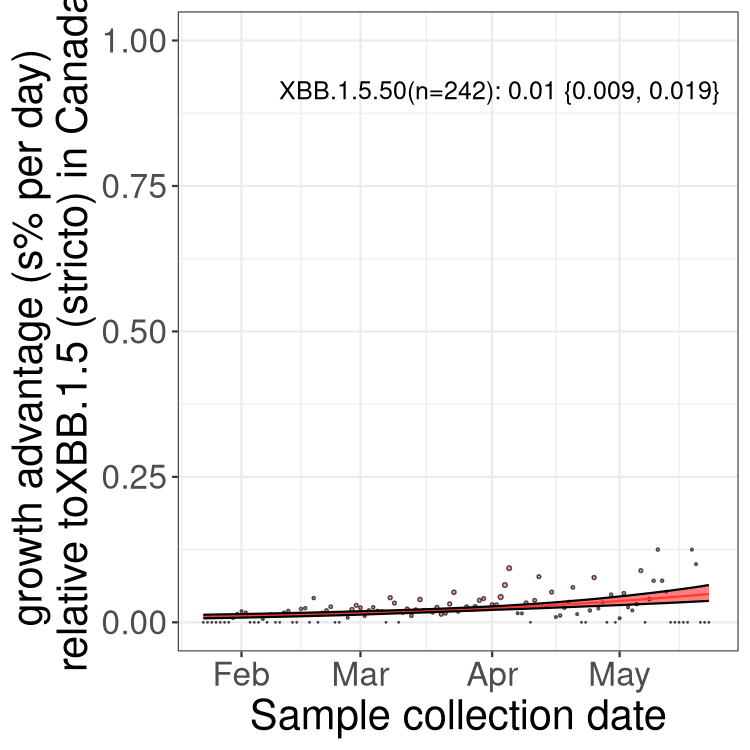 growth advantage (s% per day)
relative toXBB.1.5 (stricto) in Canada
1.00
0.75
0.50
0.25
0.00
XBB.1.5.50(n=242): 0.01 {0.009, 0.019}
Feb Mar Apr May
Sample collection date